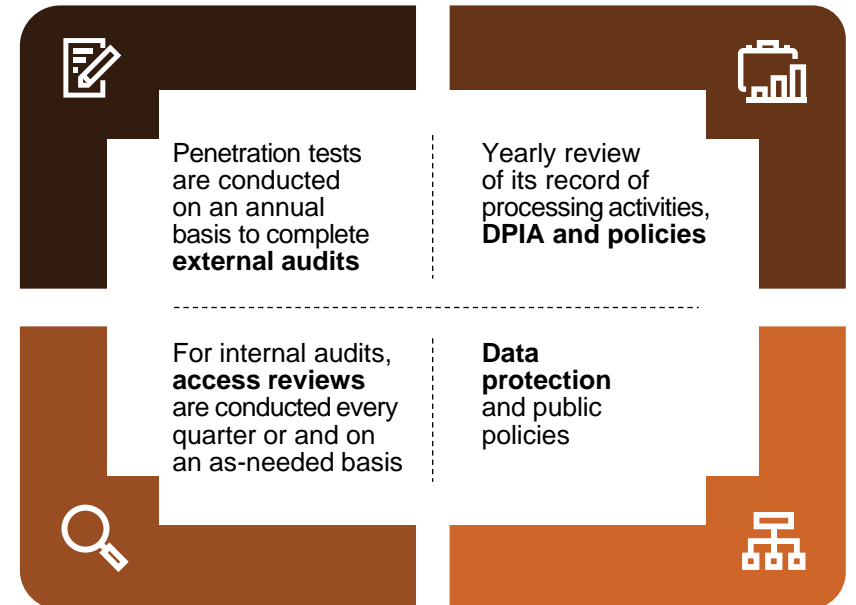 Penetration tests
are conducted
on an annual
basis to complete
external audits
Yearly review
of its record of
processing activities,
DPIA and policies
For internal audits,
access reviews
are conducted every
quarter or and on
an as-needed basis
Data
protection
and public
policies